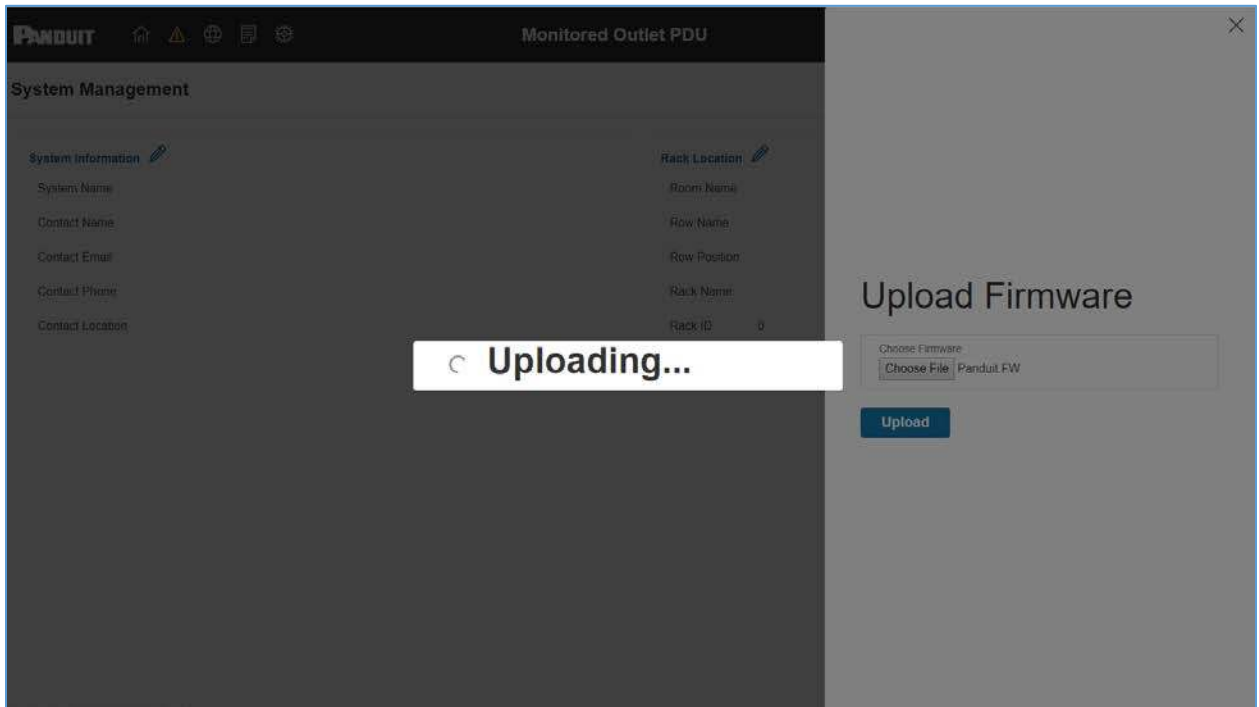 PANDUIT
Monitored Outlet PDU
System Management
System Information
System Name
Contact Name
Contact Email
Contact Phone
Contact Location
Rack Location
Room Name
Row Name
Row Position
Rack Name
Rack ID 0
Uploading...
Upload Firmware
Choose Firmware
Choose File Panduit FW
Upload